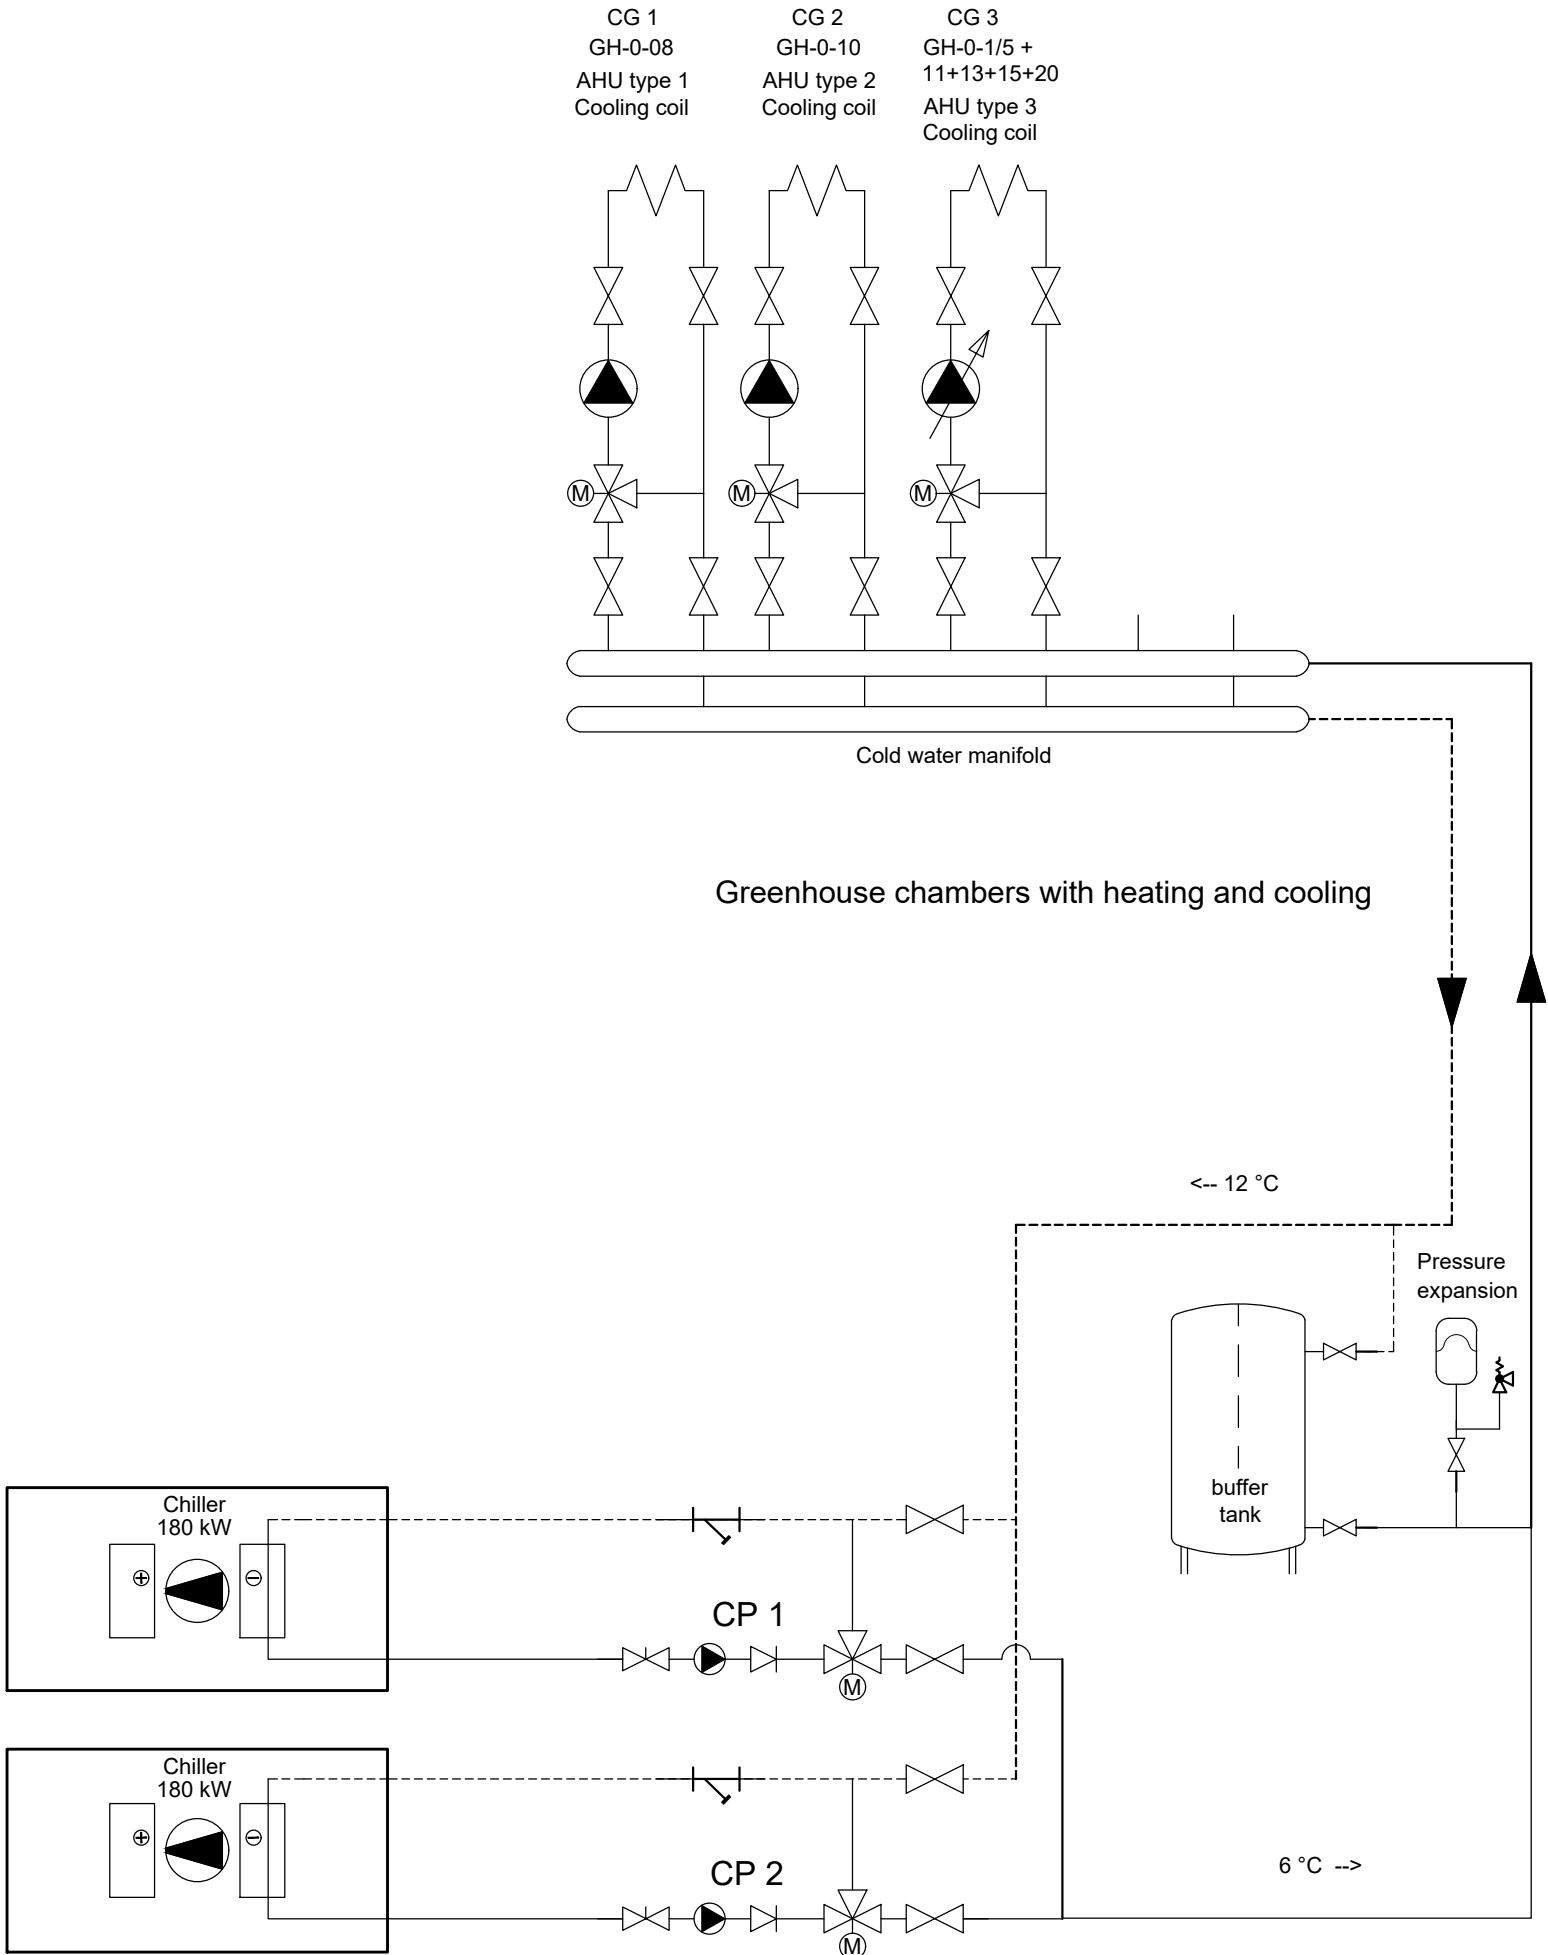 CG 1
GH-0-08
AHU type 1
Cooling coil
CG 2
GH-0-10
AHU type 2
Cooling coil
CG 3
GH-0-1/5 +
11+13+15+20
AHU type 3
Cooling coil
M
M
M
Cold water manifold
Greenhouse chambers with heating and cooling
<-- 12 °C
Pressure
expansion
buffer
tank
Chiller
180 kW
+
−
CP 1
M
Chiller
180 kW
+
−
CP 2
M
6 °C -->